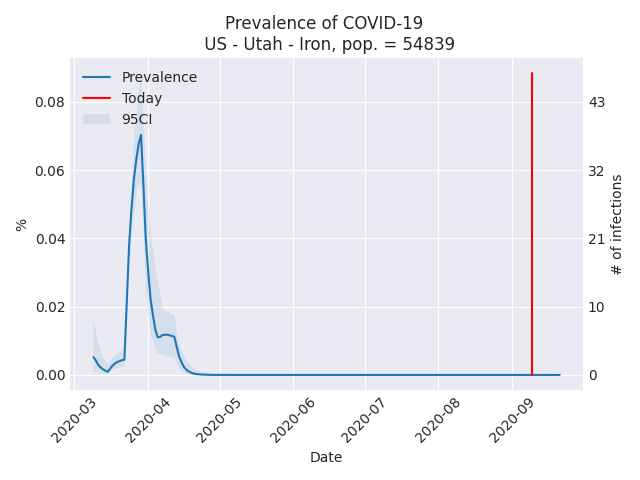 Prevalence of COVID-19
US - Utah - Iron, pop. = 54839
Prevalence
Today
95CI
0.08
0.06
0.04
0.02
0.00
%
43
32
21
10
0
# of infections
2020-03
2020-04
2020-05
2020-06
2020-07
2020-08
2020-09
Date